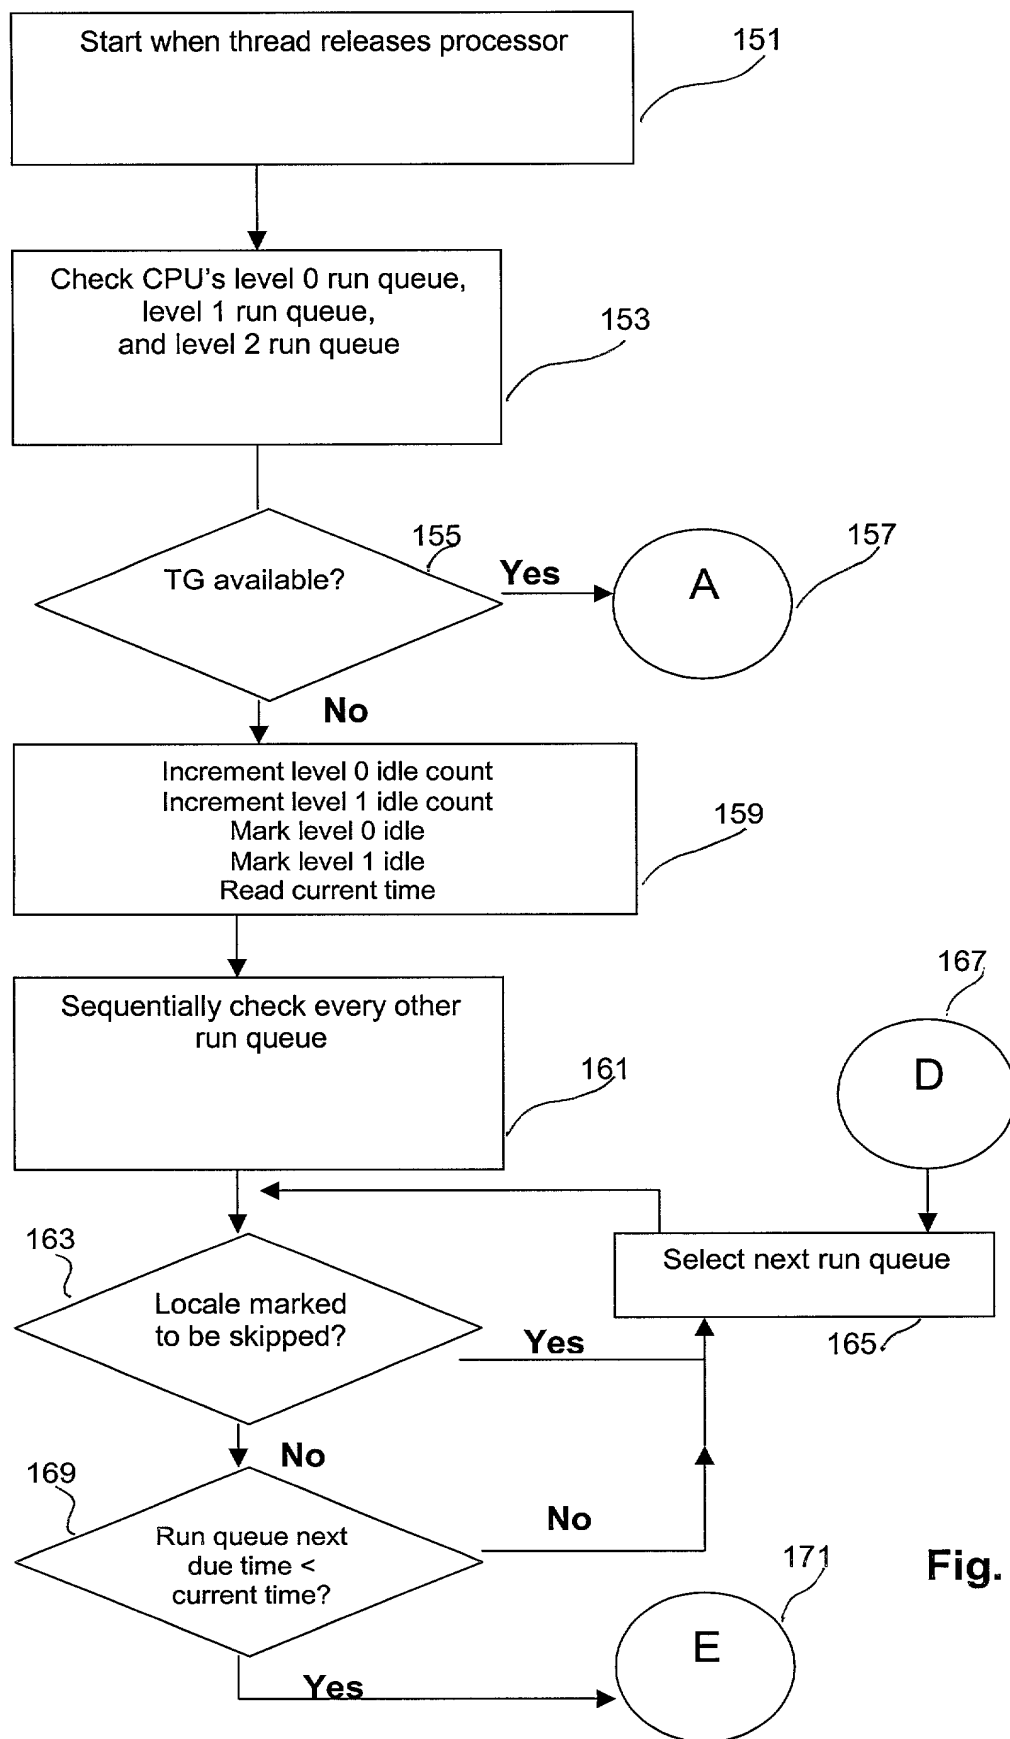 Start when thread releases processor
151
Check CPU's level 0 run queue,
level 1 run queue,
and level 2 run queue
153
155
TG available?
Yes
A
157
No
Increment level 0 idle count
Increment level 1 idle count
Mark level 0 idle
Mark level 1 idle
Read current time
159
Sequentially check every other
run queue
161
167
D
163
Locale marked
to be skipped?
Yes
Select next run queue
165
No
169
Run queue next
due time <
current time?
No
171
E
Fig.
Yes